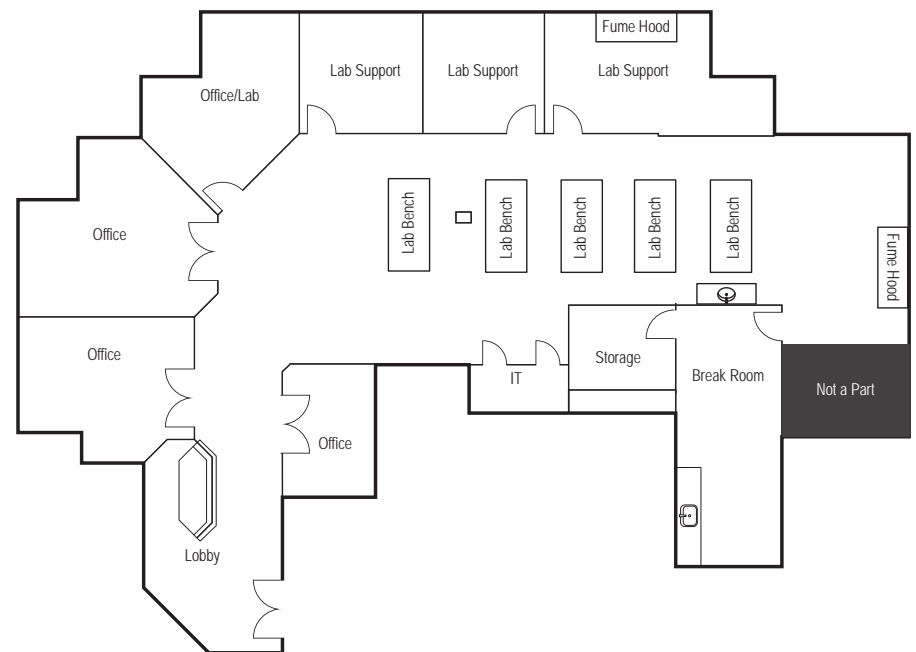 Fume Hood
Lab Support
Lab Support
Lab Support
Office/Lab
Office
Lab Bench
Lab Bench
Lab Bench
Lab Bench
Lab Bench
Fume Hood
Office
Storage
IT
Break Room
Not a Part
Office
Lobby